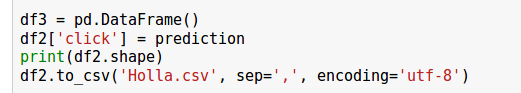 df3 = pd.DataFrame()
df2['click'] = prediction
print(df2.shape)
df2.to_csv('Holla.csv', sep=',', encoding='utf-8')